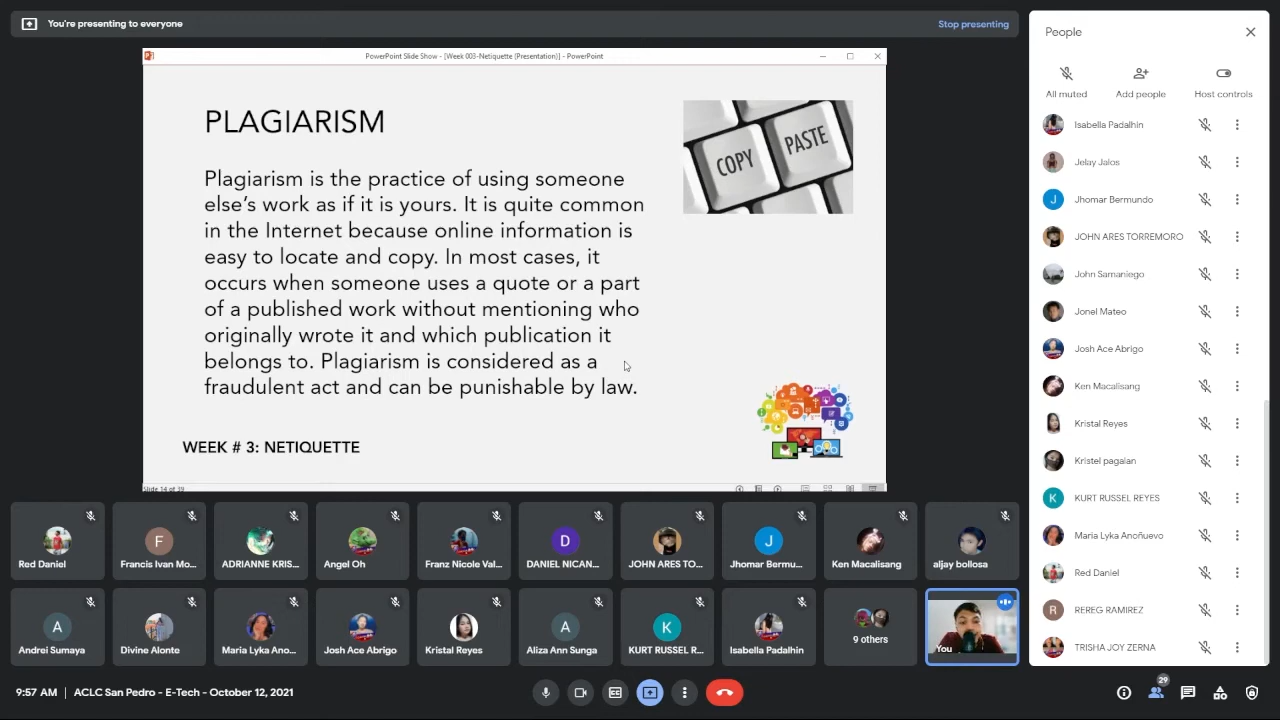 You're presenting to everyone
Stop presenting
PowerPoint Slide Show - [Week 003-Netiquette (Presentation)] - PowerPoint
PLAGIARISM
COPY
PASTE
Plagiarism is the practice of using someone
else's work as if it is yours. It is quite common
in the Internet because online information is
easy to locate and copy. In most cases, it
occurs when someone uses a quote or a part
of a published work without mentioning who
originally wrote it and which publication it
belongs to. Plagiarism is considered as a
fraudulent act and can be punishable by law.
WEEK # 3: NETIQUETTE
Slide 14 of 39
Red Daniel
F
Francis Ivan Mo...
ADRIANNE KRIS...
Angel Oh
Franz Nicole Val...
D
DANIEL NICAN...
JOHN ARES TO...
J
Jhomar Bermu...
Ken Macalisang
aljay bollosa
A
Andrei Sumaya
Divine Alonte
Maria Lyka Ano...
Josh Ace Abrigo
Kristal Reyes
A
Aliza Ann Sunga
K
KURT RUSSEL R...
Isabella Padalhin
9 others
You
People
All muted
Add people
Host controls
Isabella Padalhin
Jelay Jalos
J
Jhomar Bermundo
JOHN ARES TORREMORO
John Samaniego
Jonel Mateo
Josh Ace Abrigo
Ken Macalisang
Kristal Reyes
Kristel pagaian
K
KURT RUSSEL REYES
Maria Lyka Anoñuevo
Red Daniel
R
REREG RAMIREZ
TRISHA JOY ZERNA
9:57 AM | ACLC San Pedro - E-Tech - October 12, 2021
29